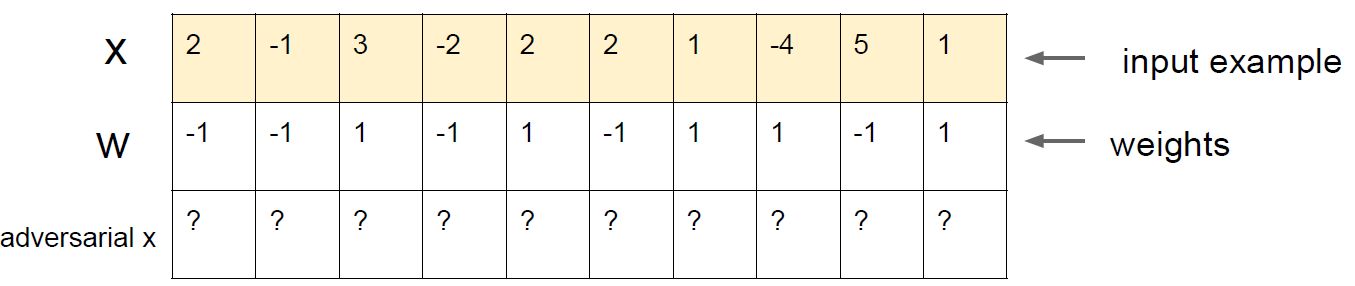 x 2 -1 3 -2 2 2 1 -4 5 1 input example
w -1 -1 1 -1 1 -1 1 1 -1 1 weights
adversarial x ? ? ? ? ? ? ? ? ? ?